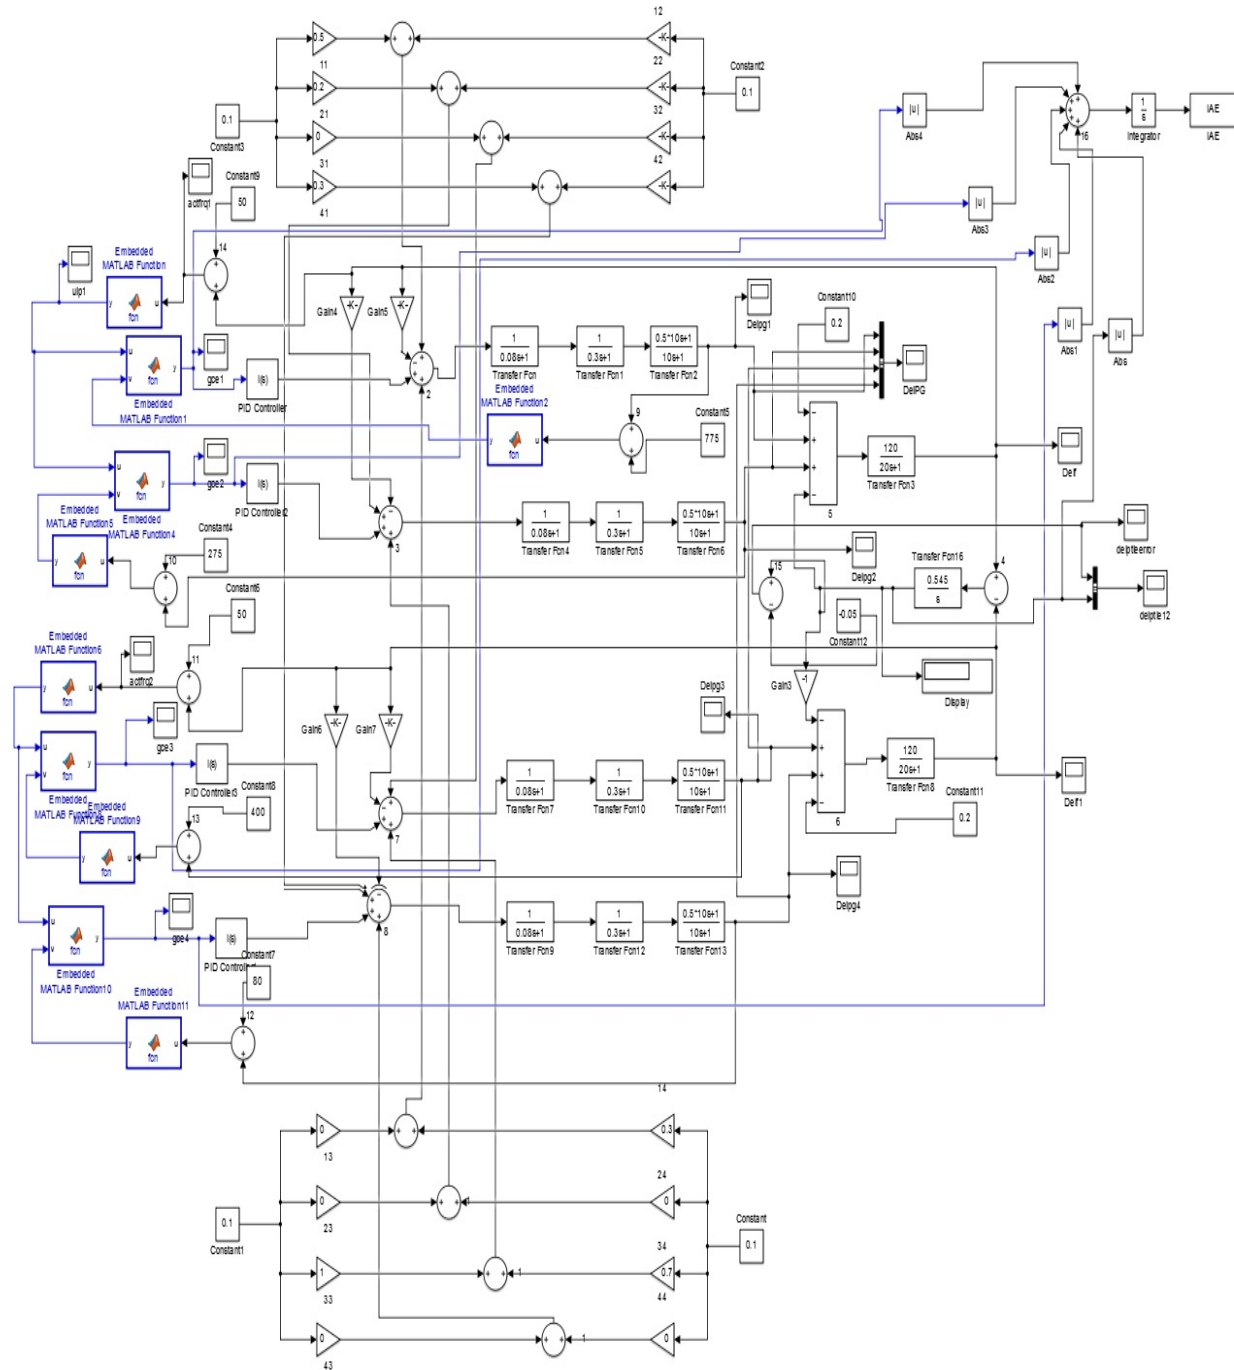 12
0.5
-K-
11
22
Constant2
0.2
-K-
0.1
21
32
Constant3
0.1
0
-K-
31
42
0.3
-K-
41
|u|
Abs4
16
1
s
Integrator
IAE
IAE
actfrq1
Constant9
50
|u|
Abs3
14
ulp1
Embedded
MATLAB Function
y
fcn
u
|u|
Abs2
Gain4
-K-
Gain5
-K-
Delpg1
Constant10
0.2
|u|
Abs1
|u|
Abs
u
v
fcn
y
Embedded
MATLAB Function1
gce1
I(s)
PID Controller
2
1
0.08s+1
Transfer Fcn
1
0.3s+1
Transfer Fcn1
0.5*10s+1
10s+1
Transfer Fcn2
DelPG
Embedded
MATLAB Function2
y
fcn
u
9
Constant5
775
5
120
20s+1
Transfer Fcn3
Delf
u
v
fcn
y
Embedded
MATLAB Function4
gce2
I(s)
PID Controller2
3
1
0.08s+1
Transfer Fcn4
1
0.3s+1
Transfer Fcn5
0.5*10s+1
10s+1
Transfer Fcn6
Delpg2
delptieerror
Embedded
MATLAB Function5
y
fcn
u
10
Constant4
275
15
Transfer Fcn16
0.545
s
4
delptie12
Constant6
50
-0.05
Constant12
Embedded
MATLAB Function6
y
fcn
u
actfrq2
11
Gain3
-1
Display
Delpg3
Gain6
-K-
Gain7
-K-
gce3
u
v
fcn
y
I(s)
PID Controller3
7
1
0.08s+1
Transfer Fcn7
1
0.3s+1
Transfer Fcn10
0.5*10s+1
10s+1
Transfer Fcn11
6
120
20s+1
Transfer Fcn8
Delf1
Constant11
0.2
Embedded
MATLAB Function9
y
fcn
u
13
Constant8
400
Delpg4
u
v
fcn
y
Embedded
MATLAB Function10
gce4
I(s)
8
1
0.08s+1
Transfer Fcn9
1
0.3s+1
Transfer Fcn12
0.5*10s+1
10s+1
Transfer Fcn13
Constant7
80
Embedded
MATLAB Function11
y
fcn
u
12
14
0
0.3
13
24
0
1
0
23
34
Constant1
0.1
Constant
0.1
1
1
0.7
33
44
0
1
0
43